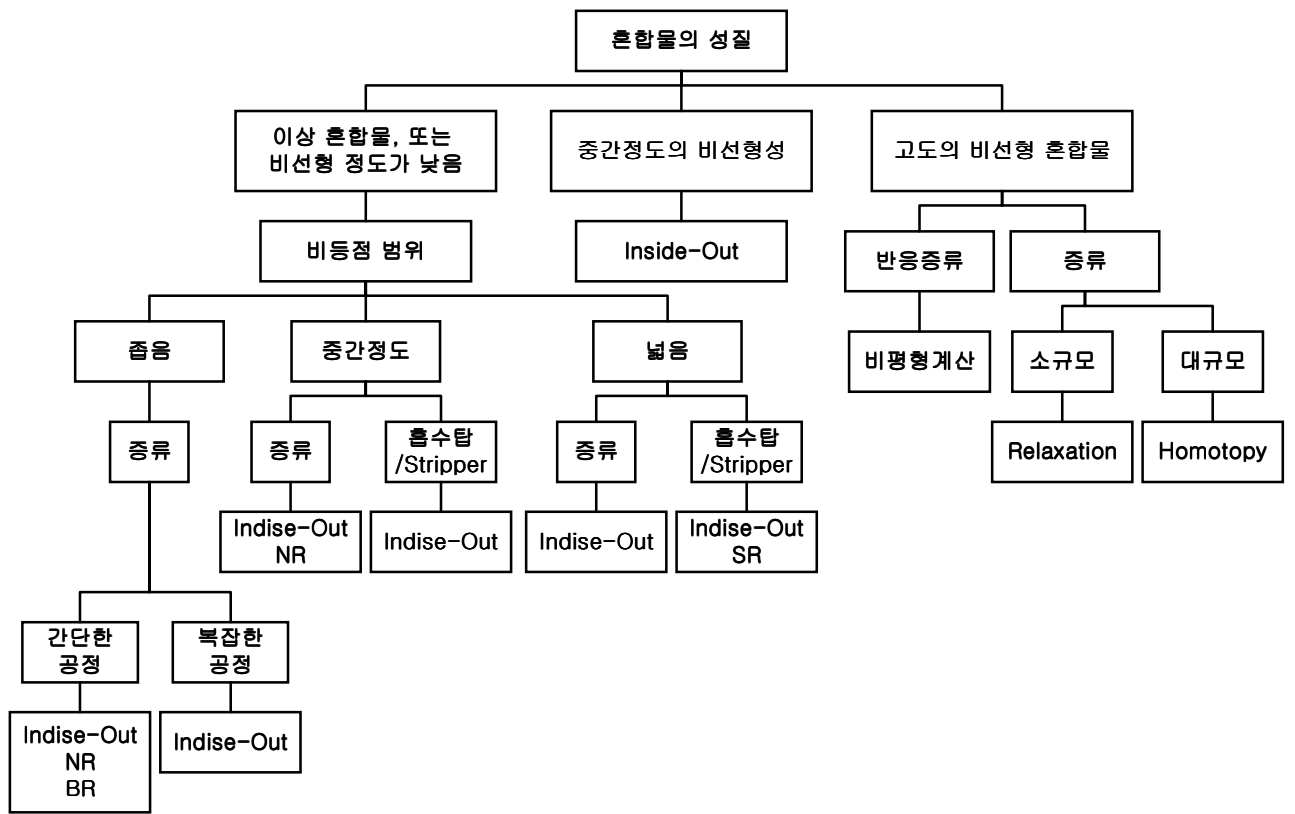 혼합물의 성질
이상 혼합물, 또는
비선형 정도가 낮음
중간정도의 비선형성
고도의 비선형 혼합물
비등점 범위
Inside-Out
반응증류
증류
좁음
중간정도
넓음
비평형계산
소규모
대규모
증류
증류
흡수탑
/Stripper
증류
흡수탑
/Stripper
Relaxation
Homotopy
Indise-Out
NR
Indise-Out
Indise-Out
Indise-Out
SR
간단한
공정
복잡한
공정
Indise-Out
NR
BR
Indise-Out